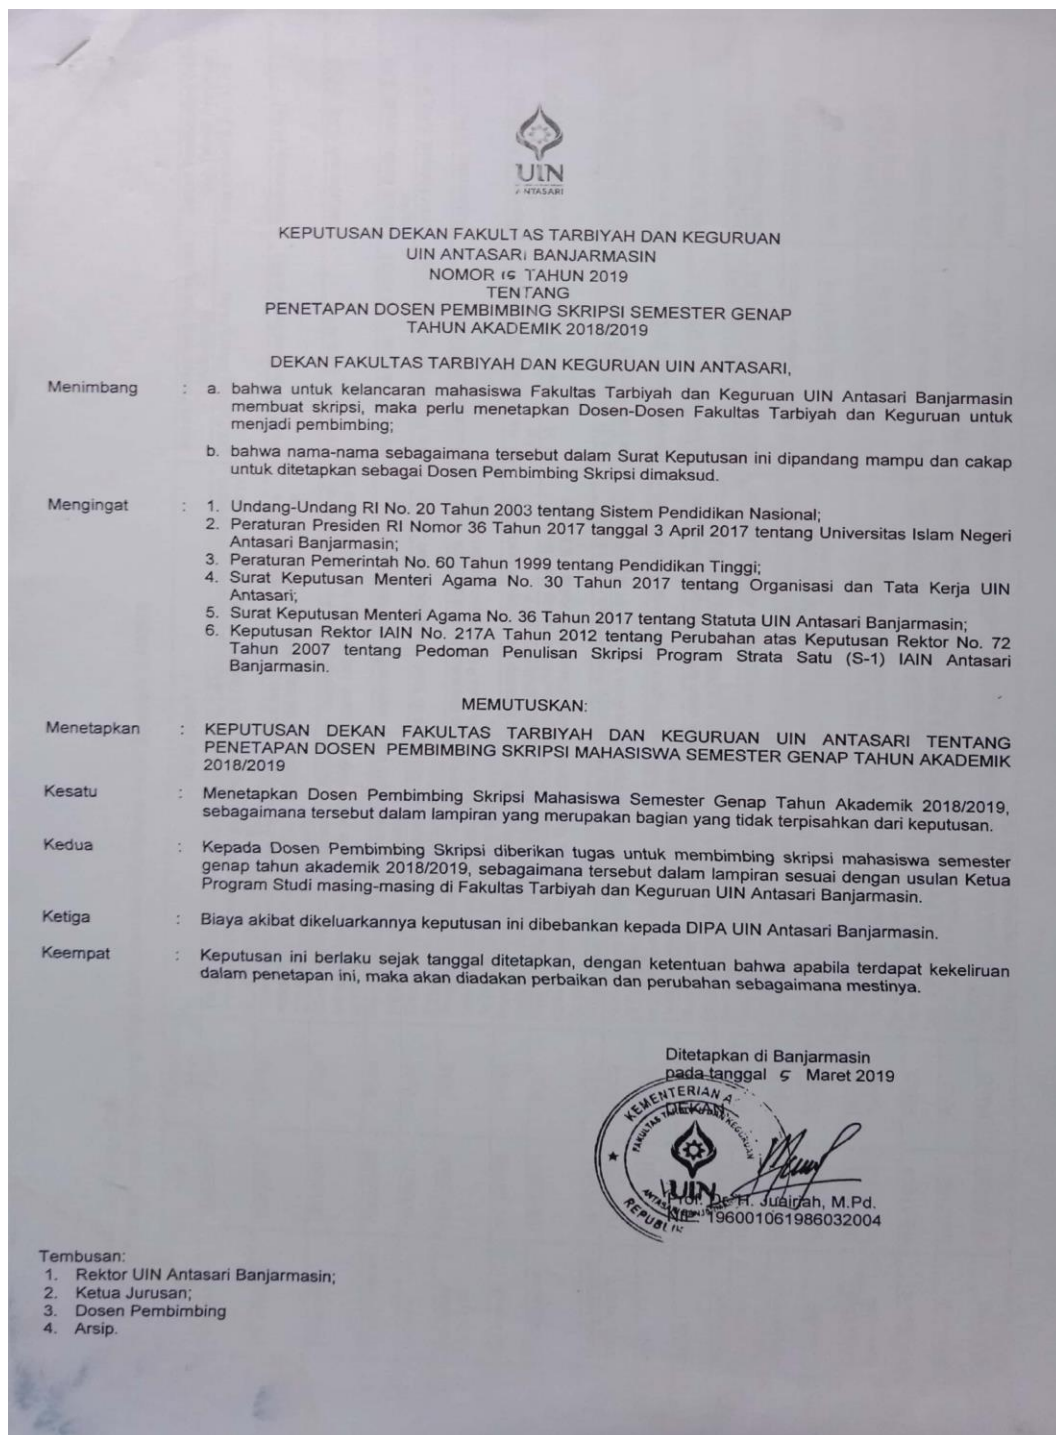 UIN
ANTASARI
KEPUTUSAN DEKAN FAKULTAS TARBIYAH DAN KEGURUAN
UIN ANTASARI BANJARMASIN
NOMOR 15 TAHUN 2019
TENTANG
PENETAPAN DOSEN PEMBIMBING SKRIPSI SEMESTER GENAP
TAHUN AKADEMIK 2018/2019
DEKAN FAKULTAS TARBIYAH DAN KEGURUAN UIN ANTASARI,
Menimbang : a. bahwa untuk kelancaran mahasiswa Fakultas Tarbiyah dan Keguruan UIN Antasari Banjarmasin
membuat skripsi, maka perlu menetapkan Dosen-Dosen Fakultas Tarbiyah dan Keguruan untuk
menjadi pembimbing;
b. bahwa nama-nama sebagaimana tersebut dalam Surat Keputusan ini dipandang mampu dan cakap
untuk ditetapkan sebagai Dosen Pembimbing Skripsi dimaksud.
Mengingat : 1. Undang-Undang RI No. 20 Tahun 2003 tentang Sistem Pendidikan Nasional;
2. Peraturan Presiden RI Nomor 36 Tahun 2017 tanggal 3 April 2017 tentang Universitas Islam Negeri
Antasari Banjarmasin;
3. Peraturan Pemerintah No. 60 Tahun 1999 tentang Pendidikan Tinggi;
4. Surat Keputusan Menteri Agama No. 30 Tahun 2017 tentang Organisasi dan Tata Kerja UIN
Antasari;
5. Surat Keputusan Menteri Agama No. 36 Tahun 2017 tentang Statuta UIN Antasari Banjarmasin;
6. Keputusan Rektor IAIN No. 217A Tahun 2012 tentang Perubahan atas Keputusan Rektor No. 72
Tahun 2007 tentang Pedoman Penulisan Skripsi Program Strata Satu (S-1) IAIN Antasari
Banjarmasin.
MEMUTUSKAN:
Menetapkan : KEPUTUSAN DEKAN FAKULTAS TARBIYAH DAN KEGURUAN UIN ANTASARI TENTANG
PENETAPAN DOSEN PEMBIMBING SKRIPSI MAHASISWA SEMESTER GENAP TAHUN AKADEMIK
2018/2019
Kesatu : Menetapkan Dosen Pembimbing Skripsi Mahasiswa Semester Genap Tahun Akademik 2018/2019,
sebagaimana tersebut dalam lampiran yang merupakan bagian yang tidak terpisahkan dari keputusan.
Kedua : Kepada Dosen Pembimbing Skripsi diberikan tugas untuk membimbing skripsi mahasiswa semester
genap tahun akademik 2018/2019, sebagaimana tersebut dalam lampiran sesuai dengan usulan Ketua
Program Studi masing-masing di Fakultas Tarbiyah dan Keguruan UIN Antasari Banjarmasin.
Ketiga : Biaya akibat dikeluarkannya keputusan ini dibebankan kepada DIPA UIN Antasari Banjarmasin.
Keempat : Keputusan ini berlaku sejak tanggal ditetapkan, dengan ketentuan bahwa apabila terdapat kekeliruan
dalam penetapan ini, maka akan diadakan perbaikan dan perubahan sebagaimana mestinya.
Ditetapkan di Banjarmasin
pada tanggal 5 Maret 2019
DEKAN,
KEMENTERIAN A
FAKULTAS TARBIYAH DAN KEGURUAN
UIN
REPUBLIK
Prof. Dr. H. Juairiah, M.Pd.
NIP. 196001061986032004
Tembusan:
1. Rektor UIN Antasari Banjarmasin;
2. Ketua Jurusan;
3. Dosen Pembimbing
4. Arsip.